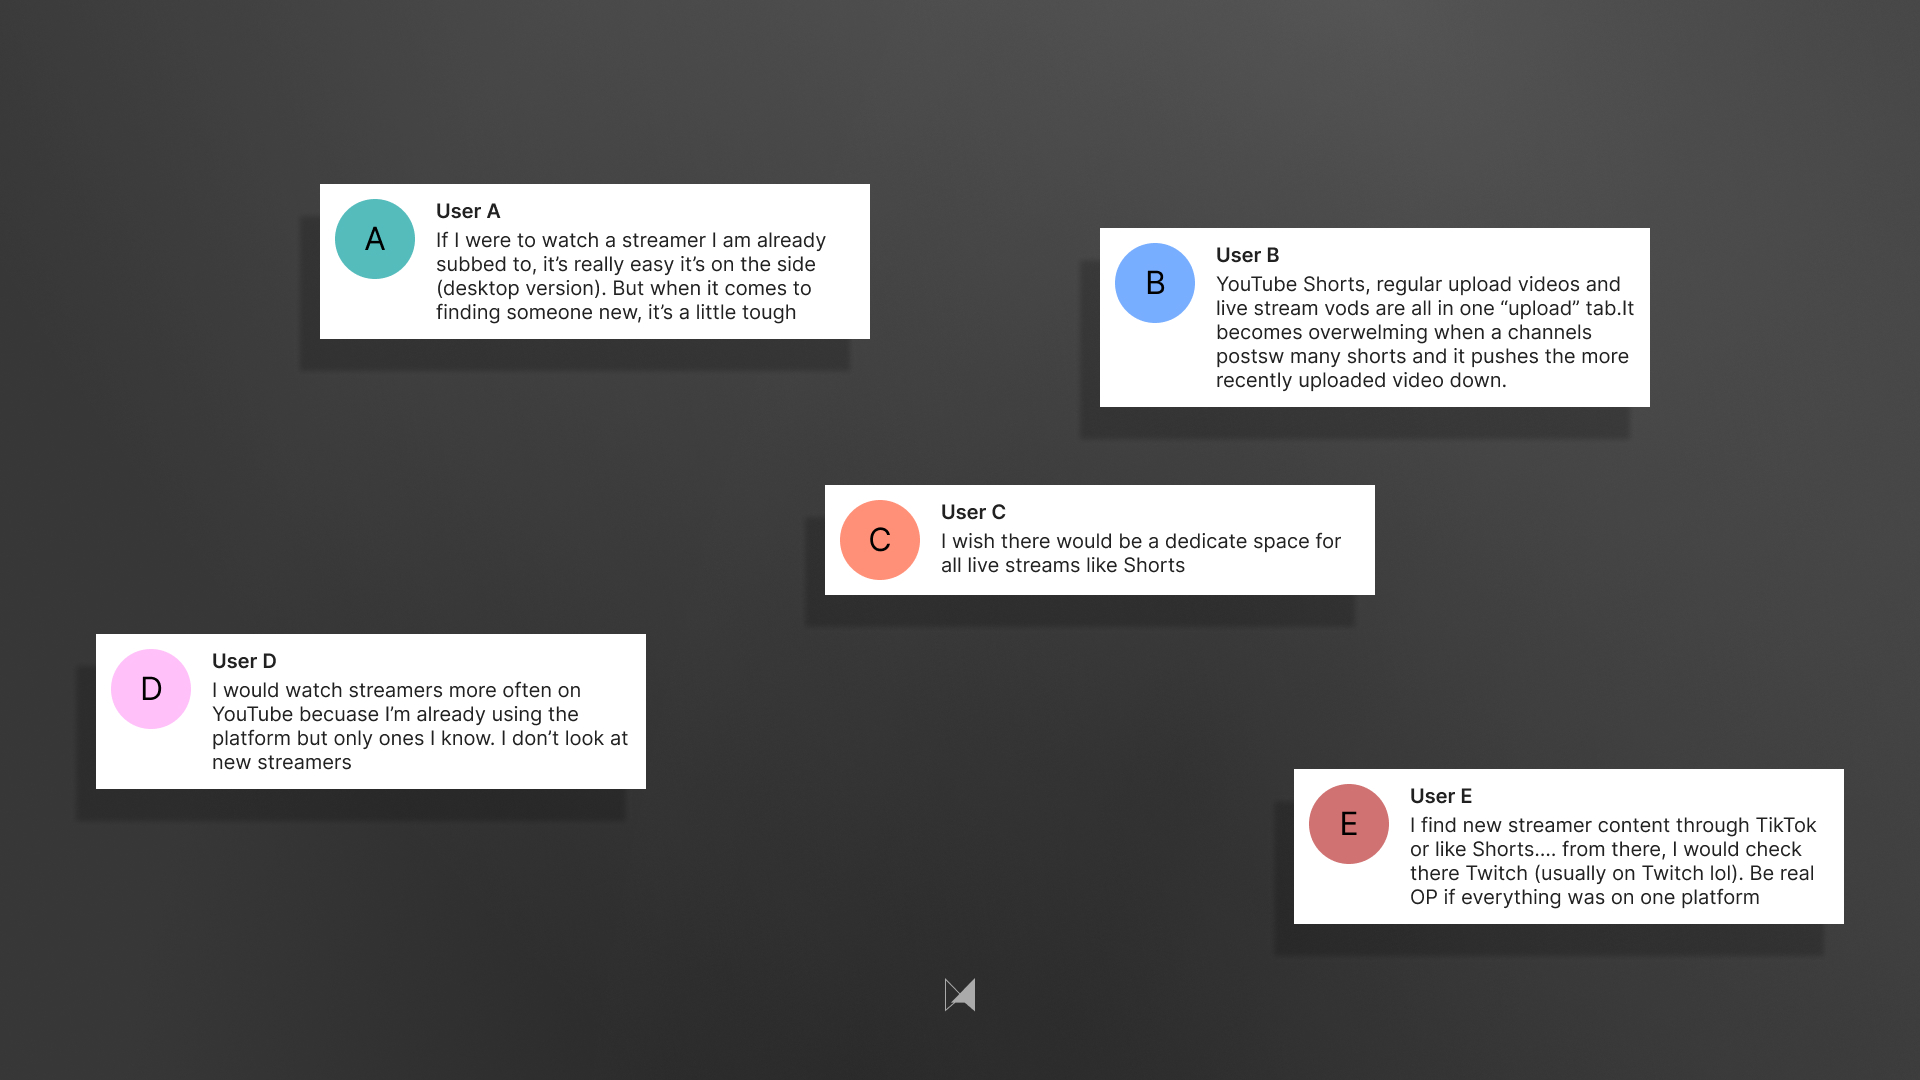 A
User A
If I were to watch a streamer I am already
subbed to, it’s really easy it’s on the side
(desktop version). But when it comes to
finding someone new, it’s a little tough
B
User B
YouTube Shorts, regular upload videos and
live stream vods are all in one “upload” tab.It
becomes overwelming when a channels
postsw many shorts and it pushes the more
recently uploaded video down.
C
User C
I wish there would be a dedicate space for
all live streams like Shorts
D
User D
I would watch streamers more often on
YouTube becuase I’m already using the
platform but only ones I know. I don’t look at
new streamers
E
User E
I find new streamer content through TikTok
or like Shorts.... from there, I would check
there Twitch (usually on Twitch lol). Be real
OP if everything was on one platform